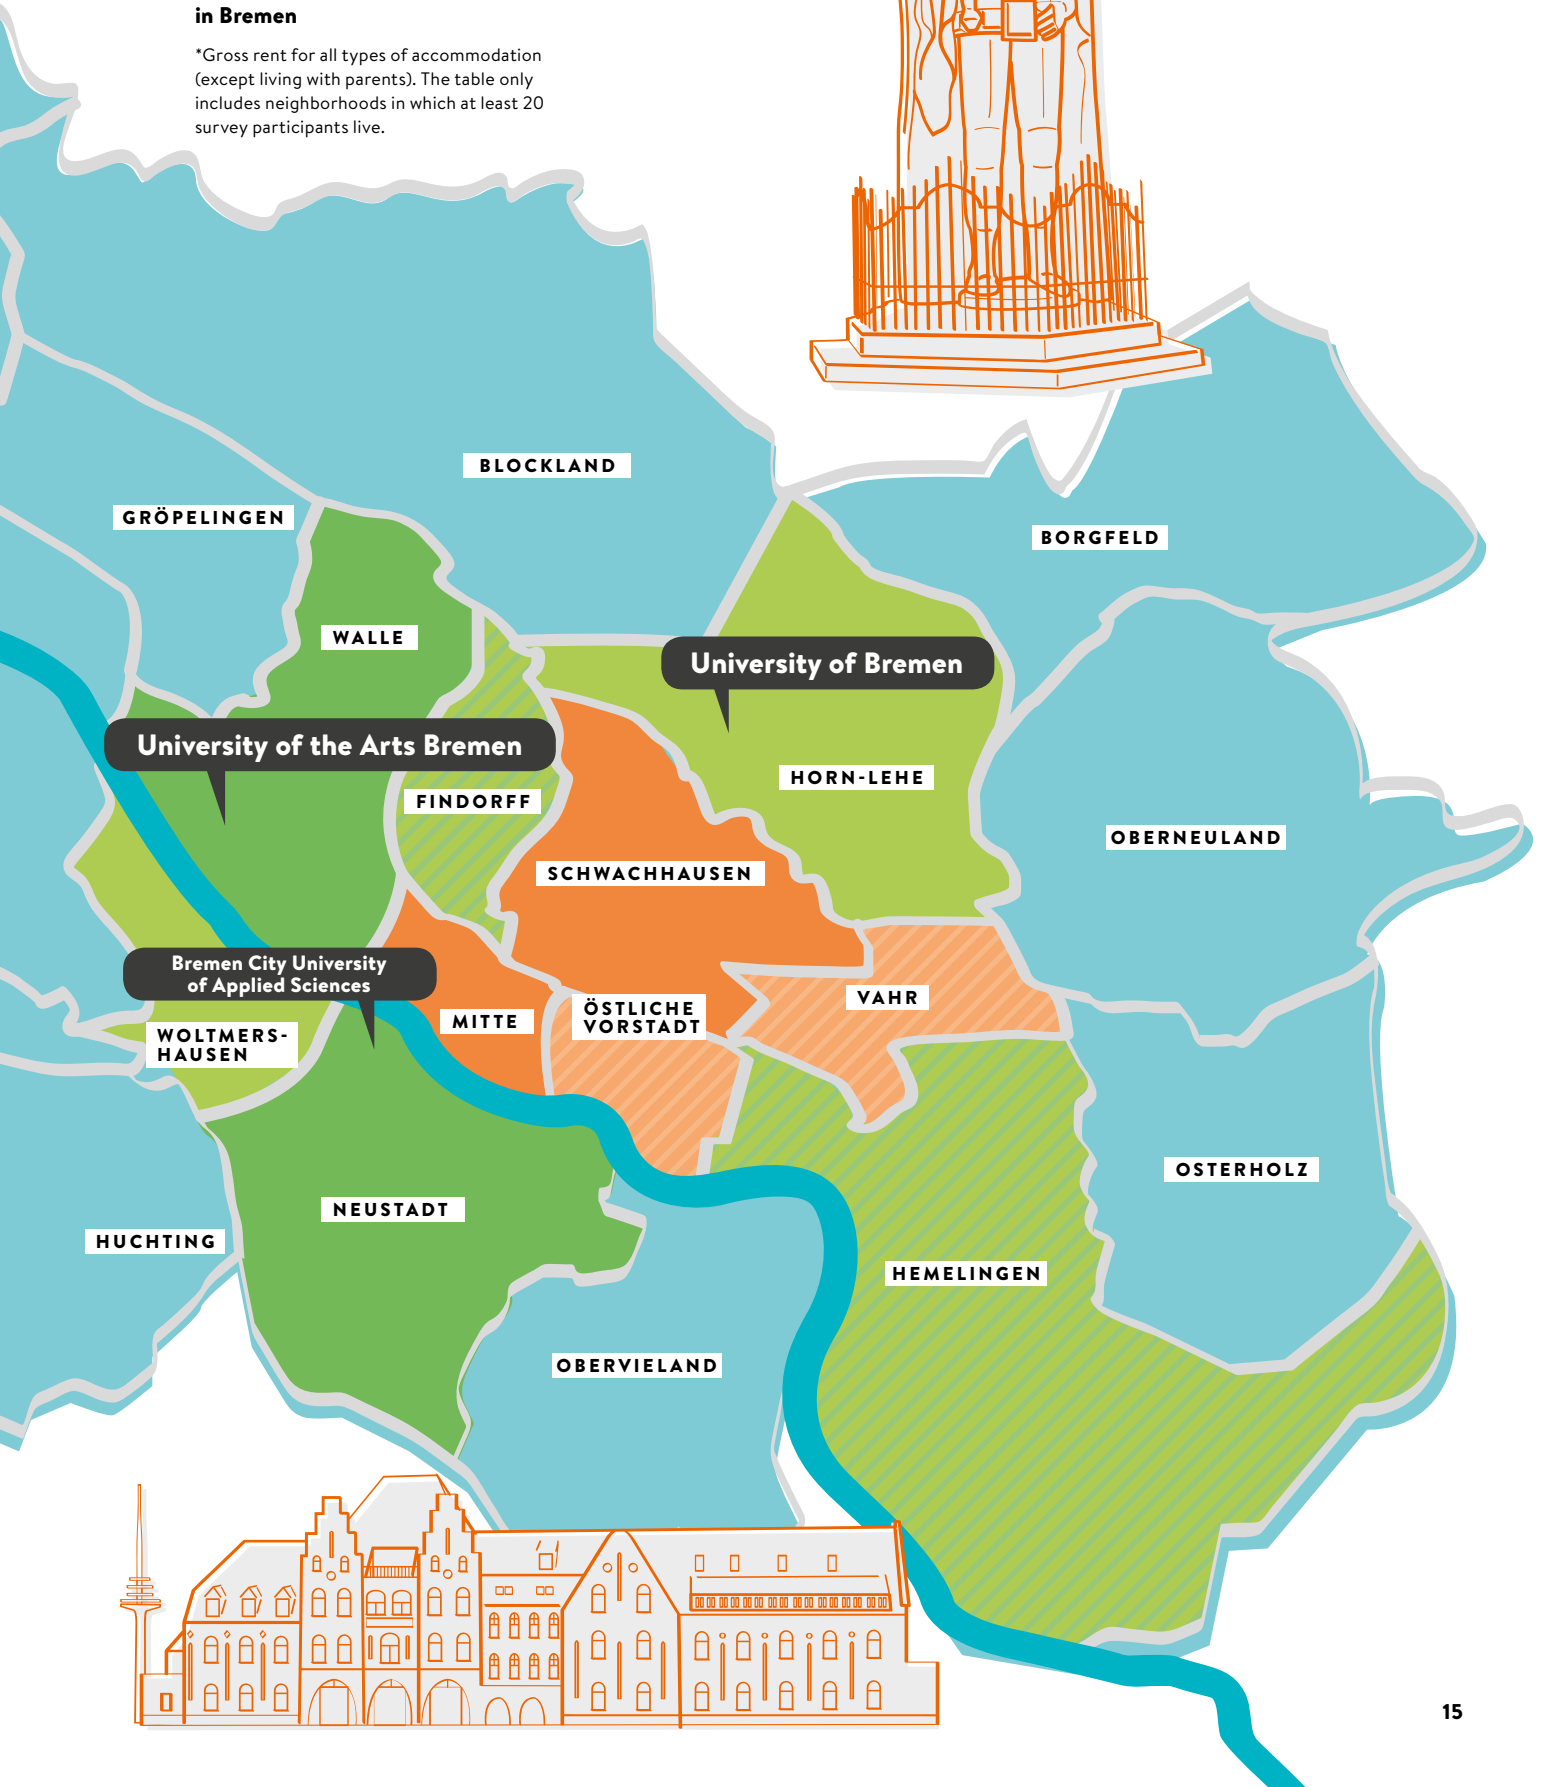 in Bremen
*Gross rent for all types of accommodation
(except living with parents). The table only
includes neighborhoods in which at least 20
survey participants live.
BLOCKLAND
GRÖPELINGEN
BORGFELD
WALLE
University of Bremen
University of the Arts Bremen
HORN-LEHE
FINDORFF
OBERNEULAND
SCHWACHHAUSEN
Bremen City University
of Applied Sciences
VAHR
ÖSTLICHE
VORSTADT
MITTE
WOLTMERS-
HAUSEN
OSTERHOLZ
NEUSTADT
HUCHTING
HEMELINGEN
OBERVIELAND
15